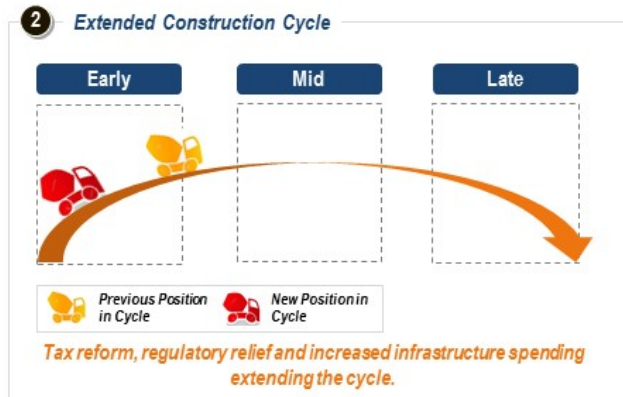 2 Extended Construction Cycle
Early Mid Late
Previous Position
in Cycle
New Position in
Cycle
Tax reform, regulatory relief and increased infrastructure spending
extending the cycle.